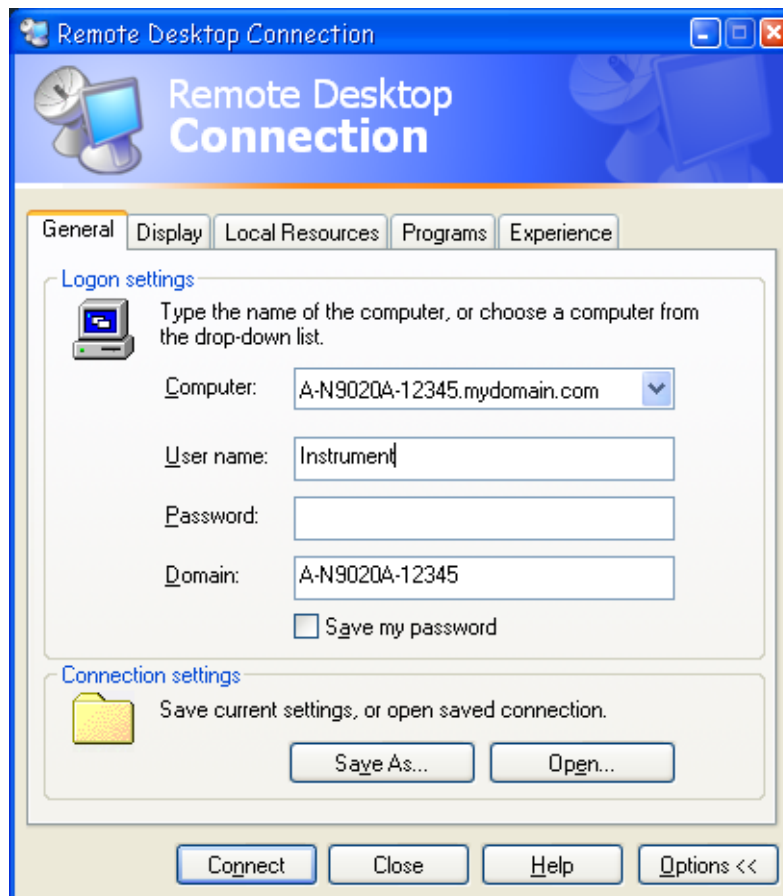 Remote Desktop Connection
Remote Desktop
Connection
General Display Local Resources Programs Experience
Logon settings
Type the name of the computer, or choose a computer from
the drop-down list.
Computer: A-N9020A-12345.mydomain.com
User name: Instrument
Password:
Domain: A-N9020A-12345
Save my password
Connection settings
Save current settings, or open saved connection.
Save As... Open...
Connect Close Help Options <<